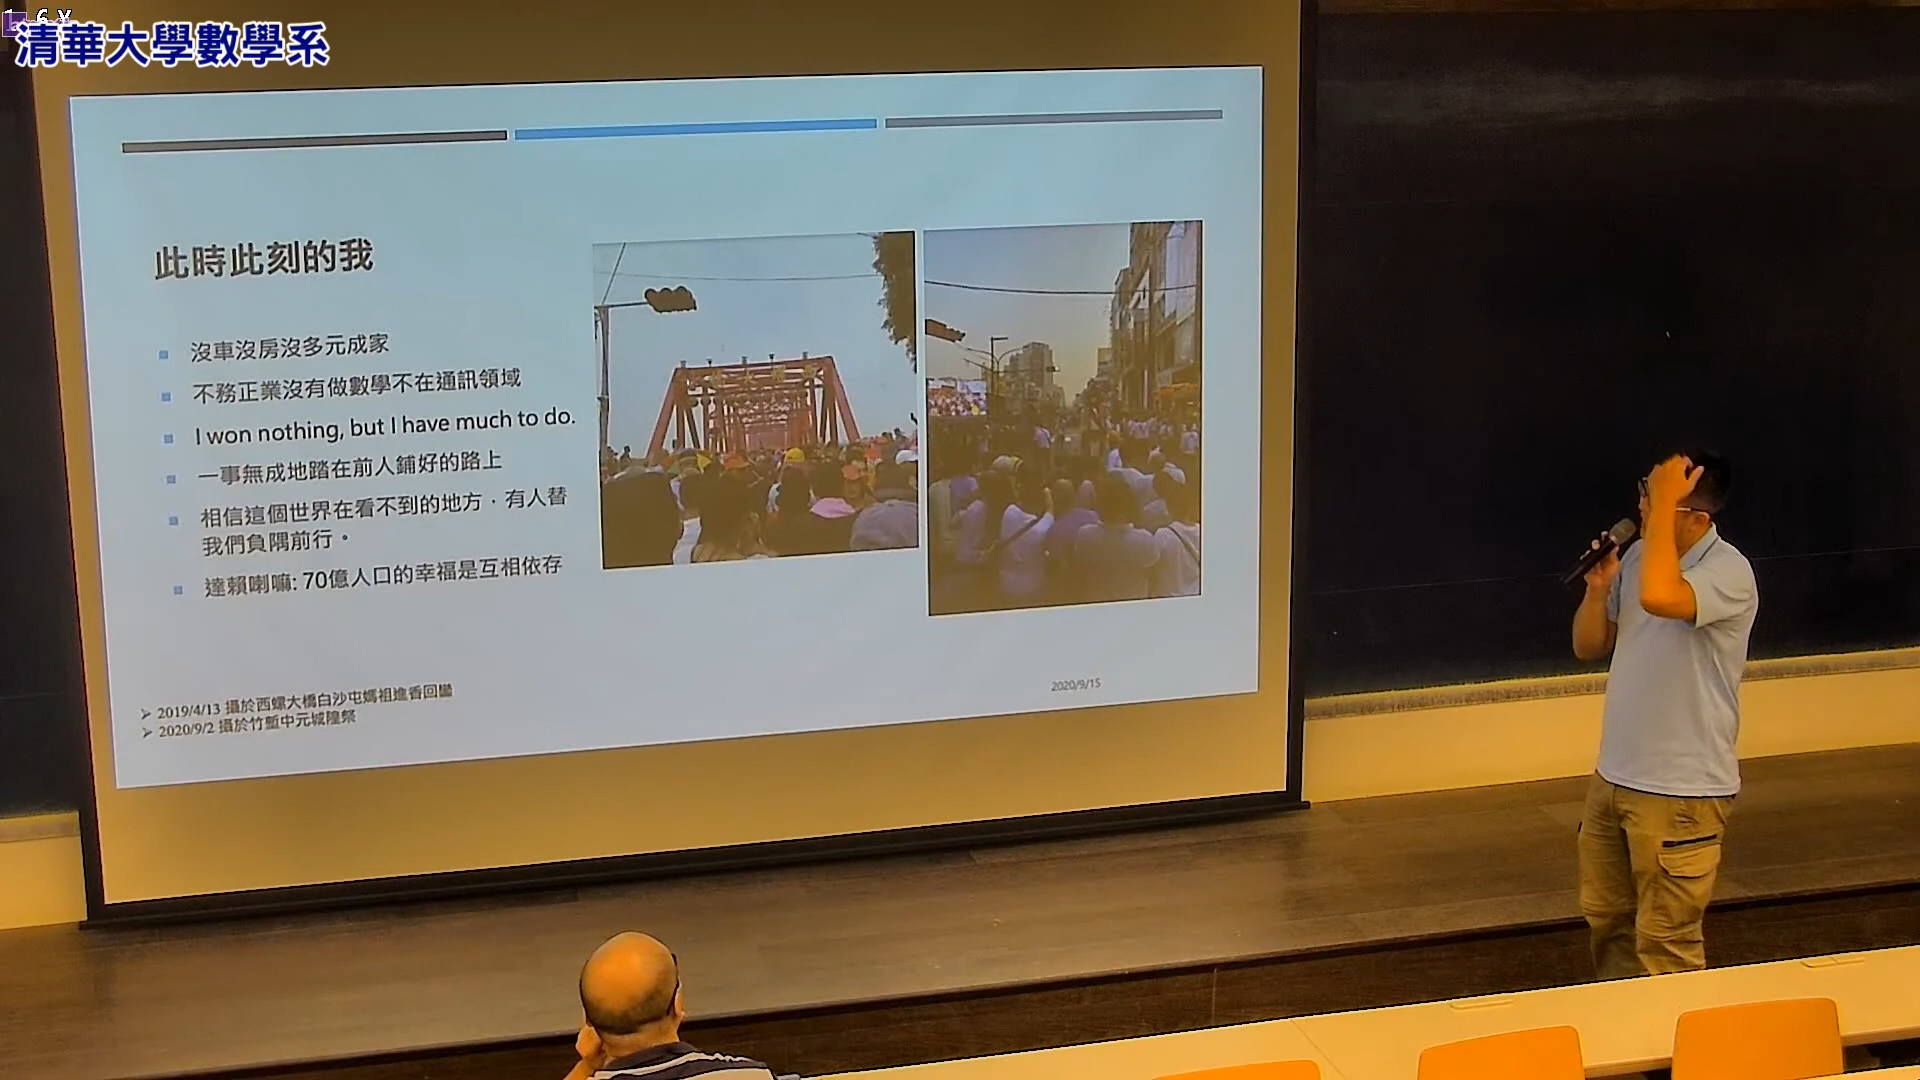 清華大學數學系
此時此刻的我
沒車沒房沒多元成家
不務正業沒有做數學不在通訊領域
I won nothing, but I have much to do.
一事無成地踏在前人鋪好的路上
相信這個世界在看不到的地方，有人替
我們負隅前行。
達賴喇嘛: 70億人口的幸福是互相依存
➢ 2019/4/13 攝於西螺大橋白沙屯媽祖進香回鑾
➢ 2020/9/2 攝於竹塹中元城隍祭
2020/9/15